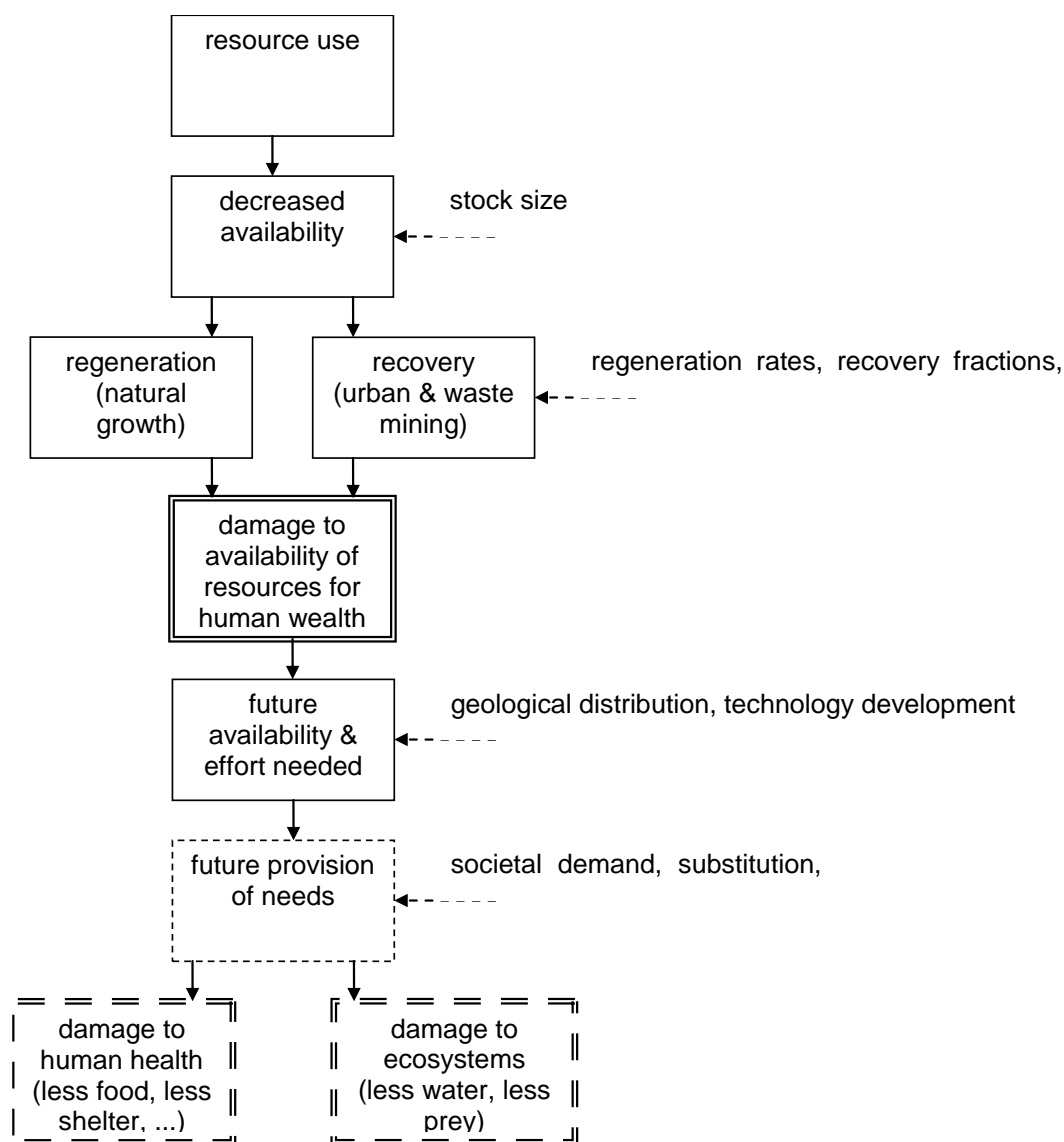 resource use
decreased
availability
stock size
regeneration
(natural
growth)
recovery
(urban & waste
mining)
regeneration rates, recovery fractions,
damage to
availability of
resources for
human wealth
future
availability &
effort needed
geological distribution, technology development
future provision
of needs
societal demand, substitution,
damage to
human health
(less food, less
shelter, ...)
damage to
ecosystems
(less water, less
prey)